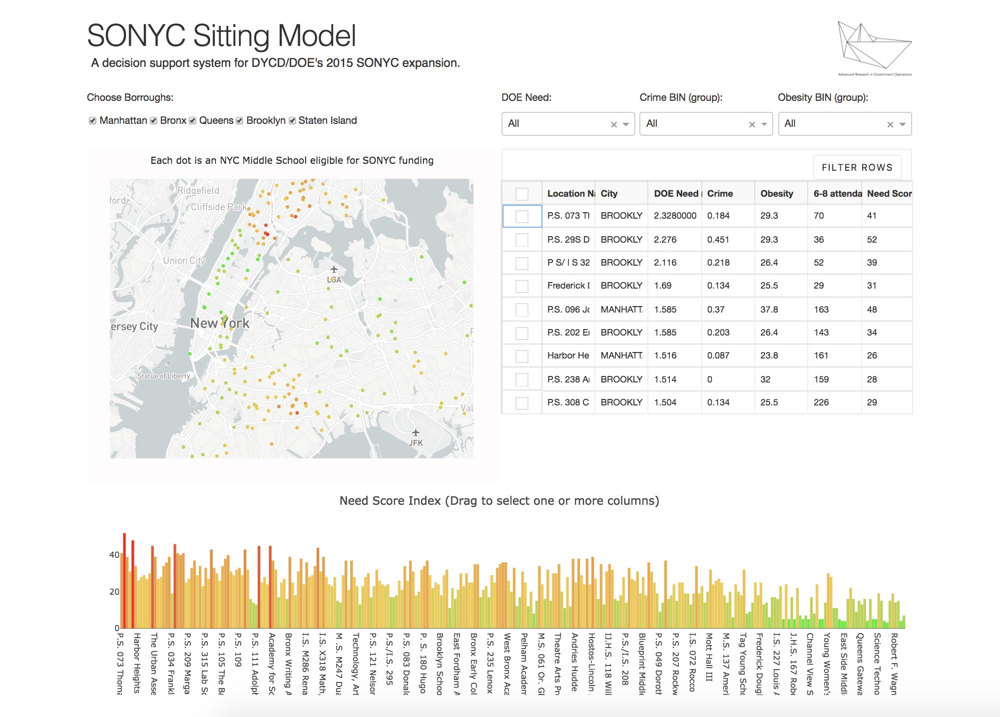 SONYC Sitting Model
A decision support system for DYCD/DOE's 2015 SONYC expansion.
Advanced Research in Government Operations
Choose Borroughs:
Manhattan Bronx Queens Brooklyn Staten Island
DOE Need: Crime BIN (group): Obesity BIN (group):
All All All
Each dot is an NYC Middle School eligible for SONYC funding
Ridgefield
ford
Cliffside Park
Union City
LGA
ersey City
New York
Statue of Liberty
Val
JFK
FILTER ROWS
Location Na City DOE Need ( Crime Obesity 6-8 attenda Need Scor
P.S. 073 Th BROOKLY 2.3280000 0.184 29.3 70 41
P.S. 29S D BROOKLY 2.276 0.451 29.3 36 52
P S/ I S 32 BROOKLY 2.116 0.218 26.4 52 39
Frederick D BROOKLY 1.69 0.134 25.5 29 31
P.S. 096 Jo MANHATT. 1.585 0.37 37.8 163 48
P.S. 202 Er BROOKLY 1.585 0.203 26.4 143 34
Harbor He MANHATT. 1.516 0.087 23.8 161 26
P.S. 238 A BROOKLY 1.514 0 32 159 28
P.S. 308 C BROOKLY 1.504 0.134 25.5 226 29
Need Score Index (Drag to select one or more columns)
40
20
0
P.S. 073 Thoma
Harbor Heights
The Urban Asse
P.S. 034 Frankl
P.S. 209 Marga
P.S. 315 Lab Sc
P.S. 105 The Ba
P.S. 109
P.S. 111 Adolph
Academy for Sc
Bronx Writing A
I.S. M286 Rena
I.S. X318 Math,
M .S. M247 Dua
Technology, Art
P.S. 121 Nelson
P.S./I.S. 295
P.S. 083 Donald
P. S. 180 Hugo
Brooklyn Schoo
East Fordham A
Bronx Early Col
P.S. 235 Lenox
West Bronx Aca
Pelham Academ
M.S. 061 Dr. Gl
Theatre Arts Pr
Andries Hudde
Hostos-Lincoln
IJ.H.S. 118 Will
P.S./I.S. 208
Blueprint Middle
P.S. 049 Doroth
P.S. 207 Rockw
I.S. 072 Rocco
Mott Hall III
M.S. 137 Ameri
Tag Young Scho
Frederick Dougl
I.S. 227 Louis A
J.H.S. 167 Robe
Channel View S
Young Women's
East Side Middl
Queens Gatewa
Science Techno
Robert F. Wagn